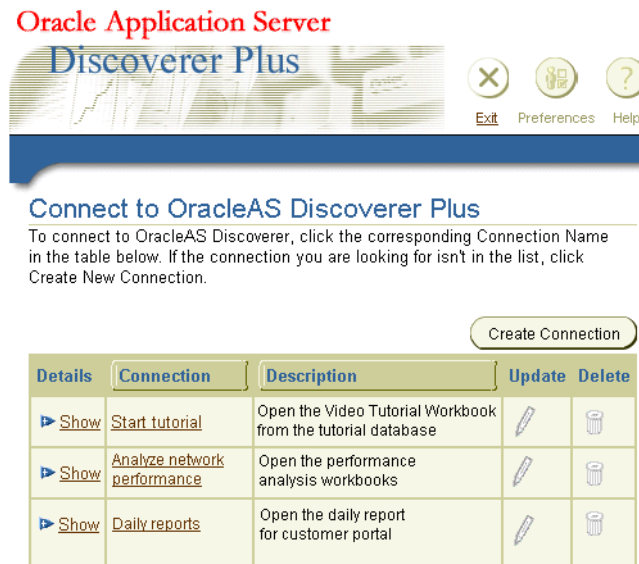 Oracle Application Server
Discoverer Plus
Exit
Preferences
Help
Connect to OracleAS Discoverer Plus
To connect to OracleAS Discoverer, click the corresponding Connection Name
in the table below. If the connection you are looking for isn't in the list, click
Create New Connection.
Create Connection
Details Connection Description Update Delete
Show Start tutorial Open the Video Tutorial Workbook
from the tutorial database
Show Analyze network performance Open the performance
analysis workbooks
Show Daily reports Open the daily report
for customer portal